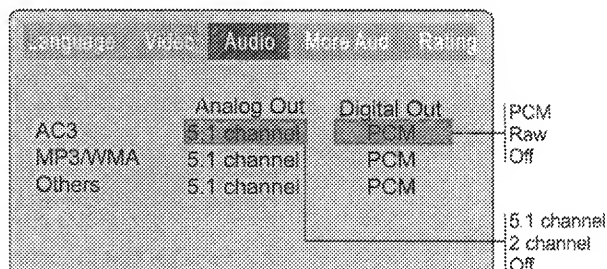 Language Video Audio More Aud Rating
Analog Out Digital Out
AC3 5.1 channel PCM
MP3/WMA 5.1 channel PCM
Others 5.1 channel PCM
PCM
Raw
Off
5.1 channel
2 channel
Off